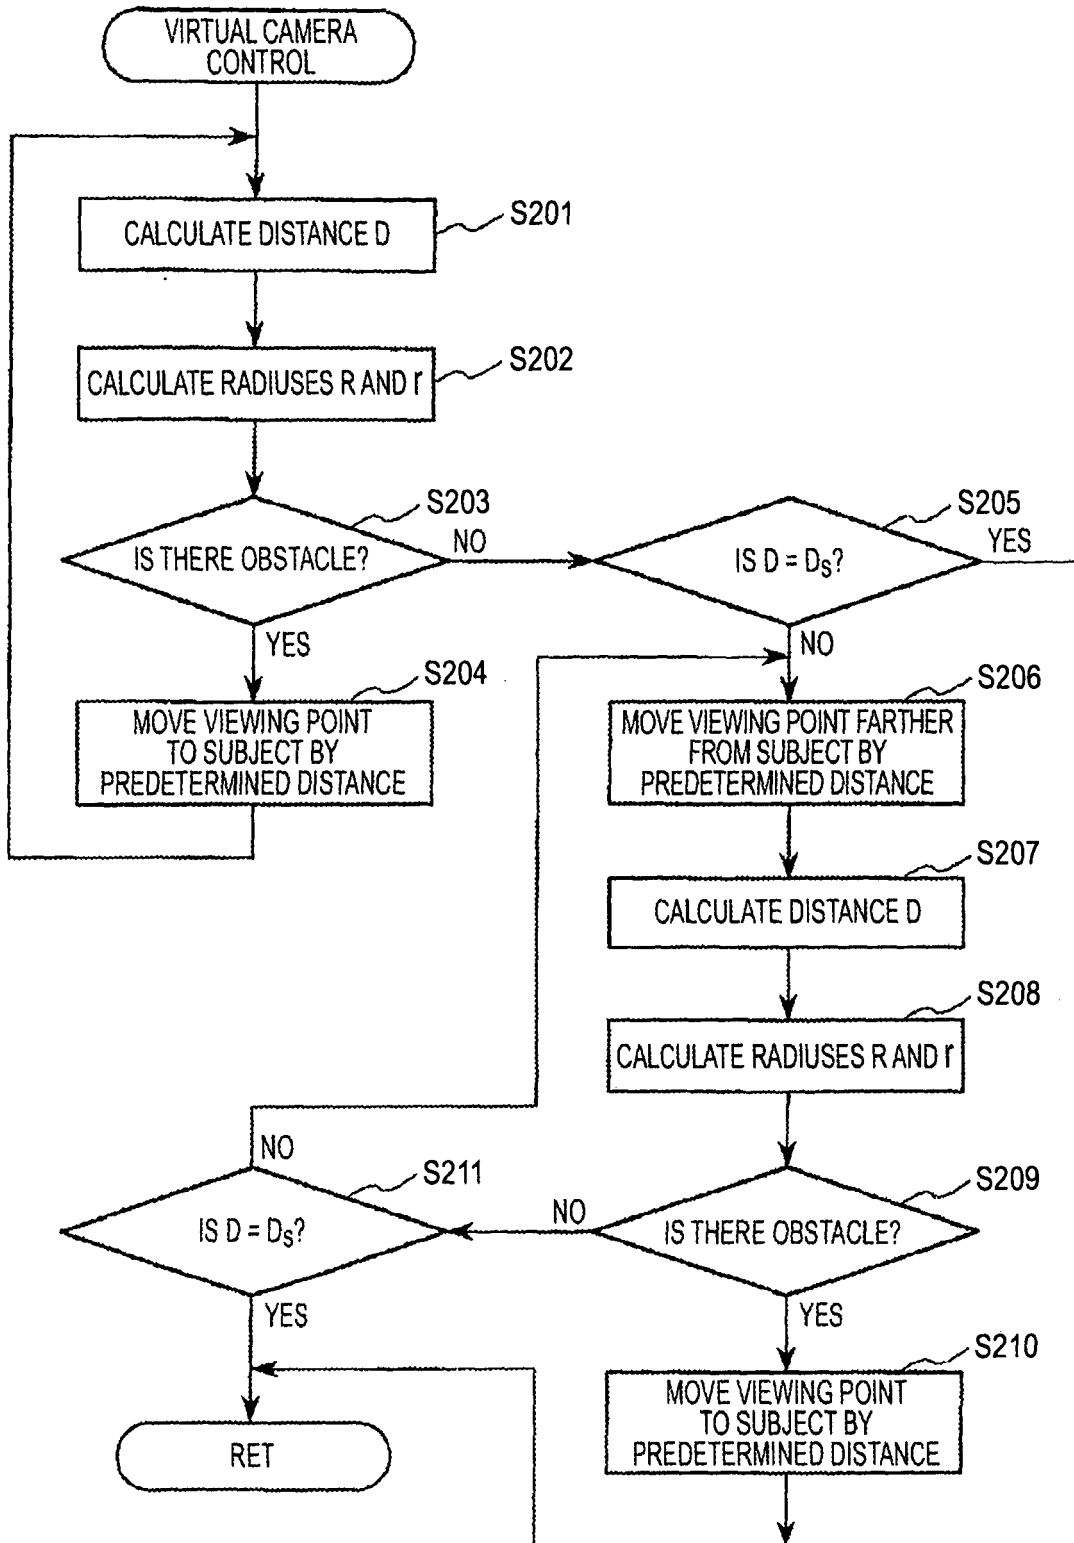 VIRTUAL CAMERA
CONTROL
CALCULATE DISTANCE D
S201
CALCULATE RADIUSES R AND r
S202
IS THERE OBSTACLE?
S203
NO
YES
MOVE VIEWING POINT
TO SUBJECT BY
PREDETERMINED DISTANCE
S204
IS D = DS?
S205
YES
NO
MOVE VIEWING POINT FARTHER
FROM SUBJECT BY
PREDETERMINED DISTANCE
S206
CALCULATE DISTANCE D
S207
CALCULATE RADIUSES R AND r
S208
IS THERE OBSTACLE?
S209
NO
YES
MOVE VIEWING POINT
TO SUBJECT BY
PREDETERMINED DISTANCE
S210
IS D = DS?
S211
NO
YES
RET